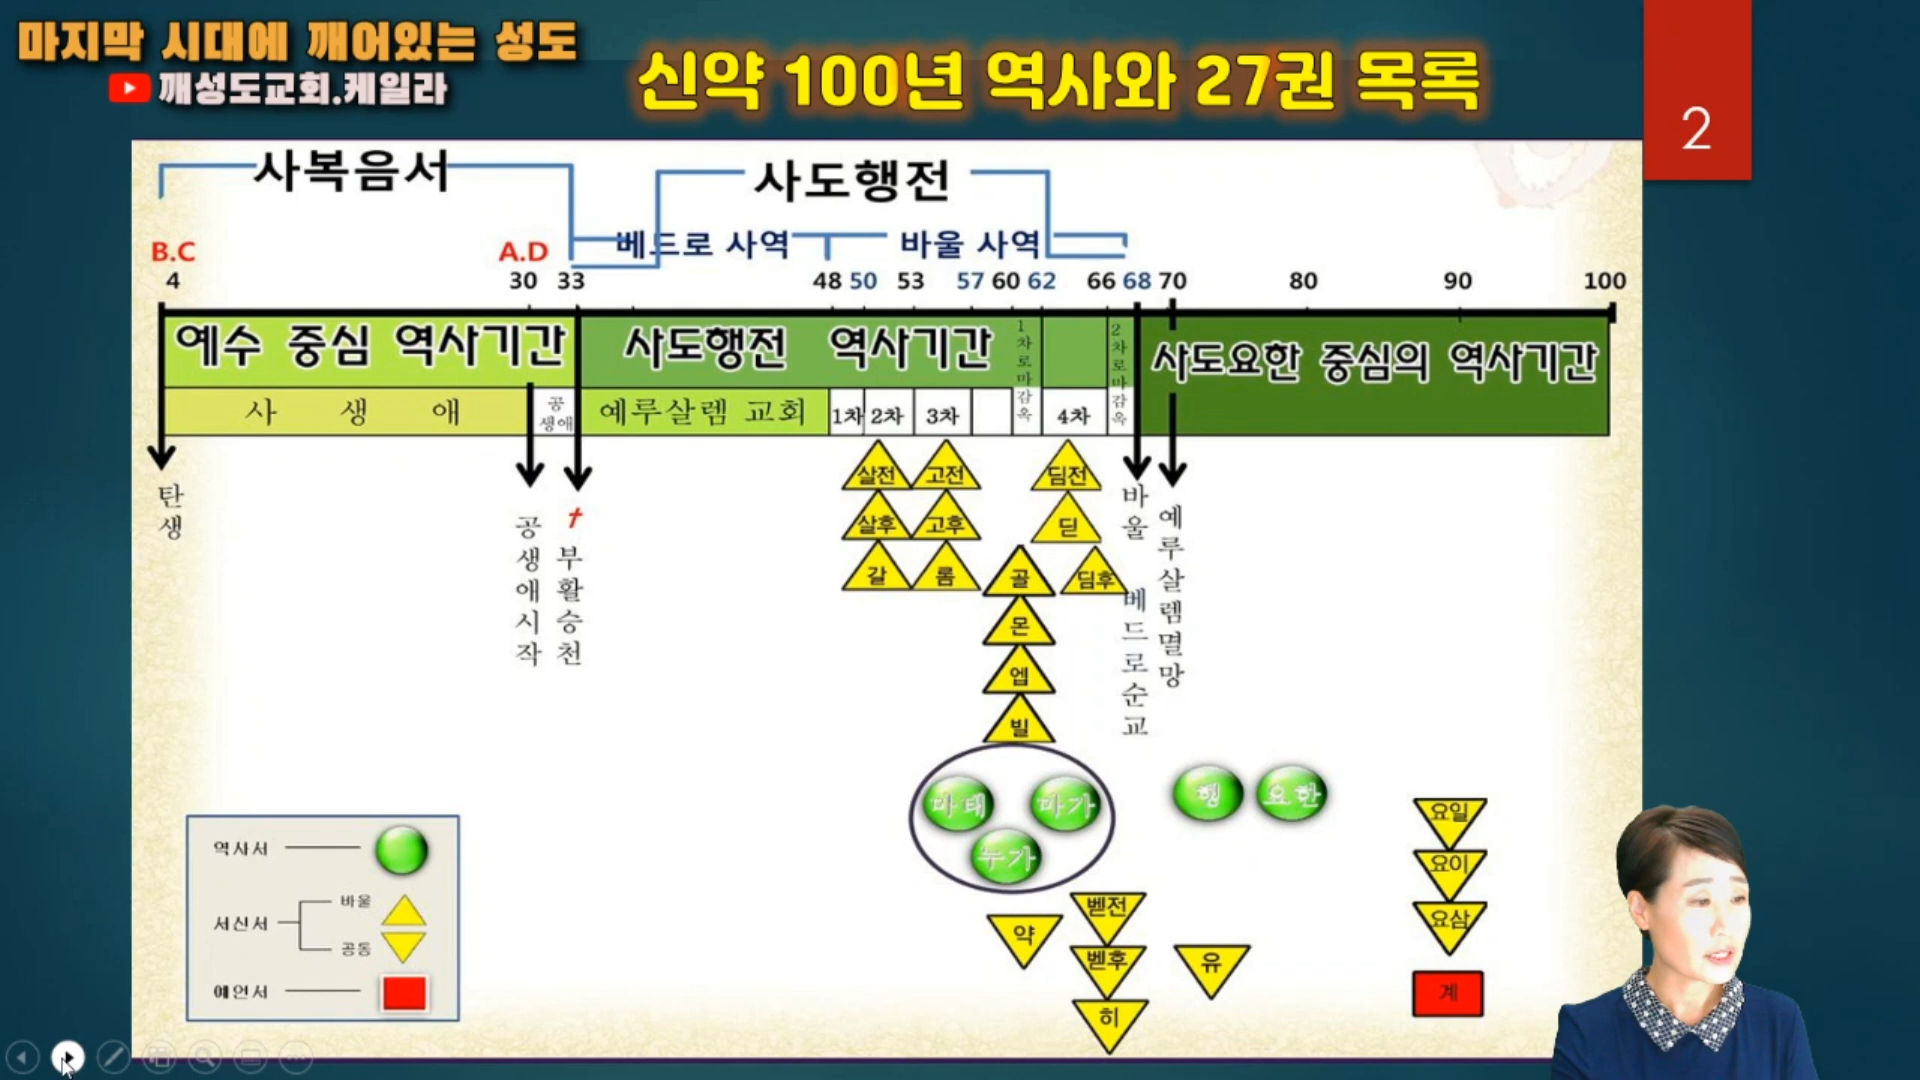 마지막 시대에 깨어있는 성도
깨성도교회.케일라
신약 100년 역사와 27권 목록
2
사복음서
사도행전
베드로 사역
바울 사역
B.C
A.D
4 30 33 48 50 53 57 60 62 66 68 70 80 90 100
예수 중심 역사기간
사도행전 역사기간
1차로마감옥
2차로마감옥
사도요한 중심의 역사기간
사 생 애
공생애
예루살렘 교회
1차
2차
3차
4차
탄생
공생애시작
✝부활승천
바울 베드로순교
예루살렘멸망
살전
고전
딤전
살후
고후
딛
갈
롬
골
딤후
몬
엡
빌
마태
마가
누가
행
요한
요일
요이
요삼
벧전
약
벧후
유
히
계
역사서
서신서
바울
공동
예언서